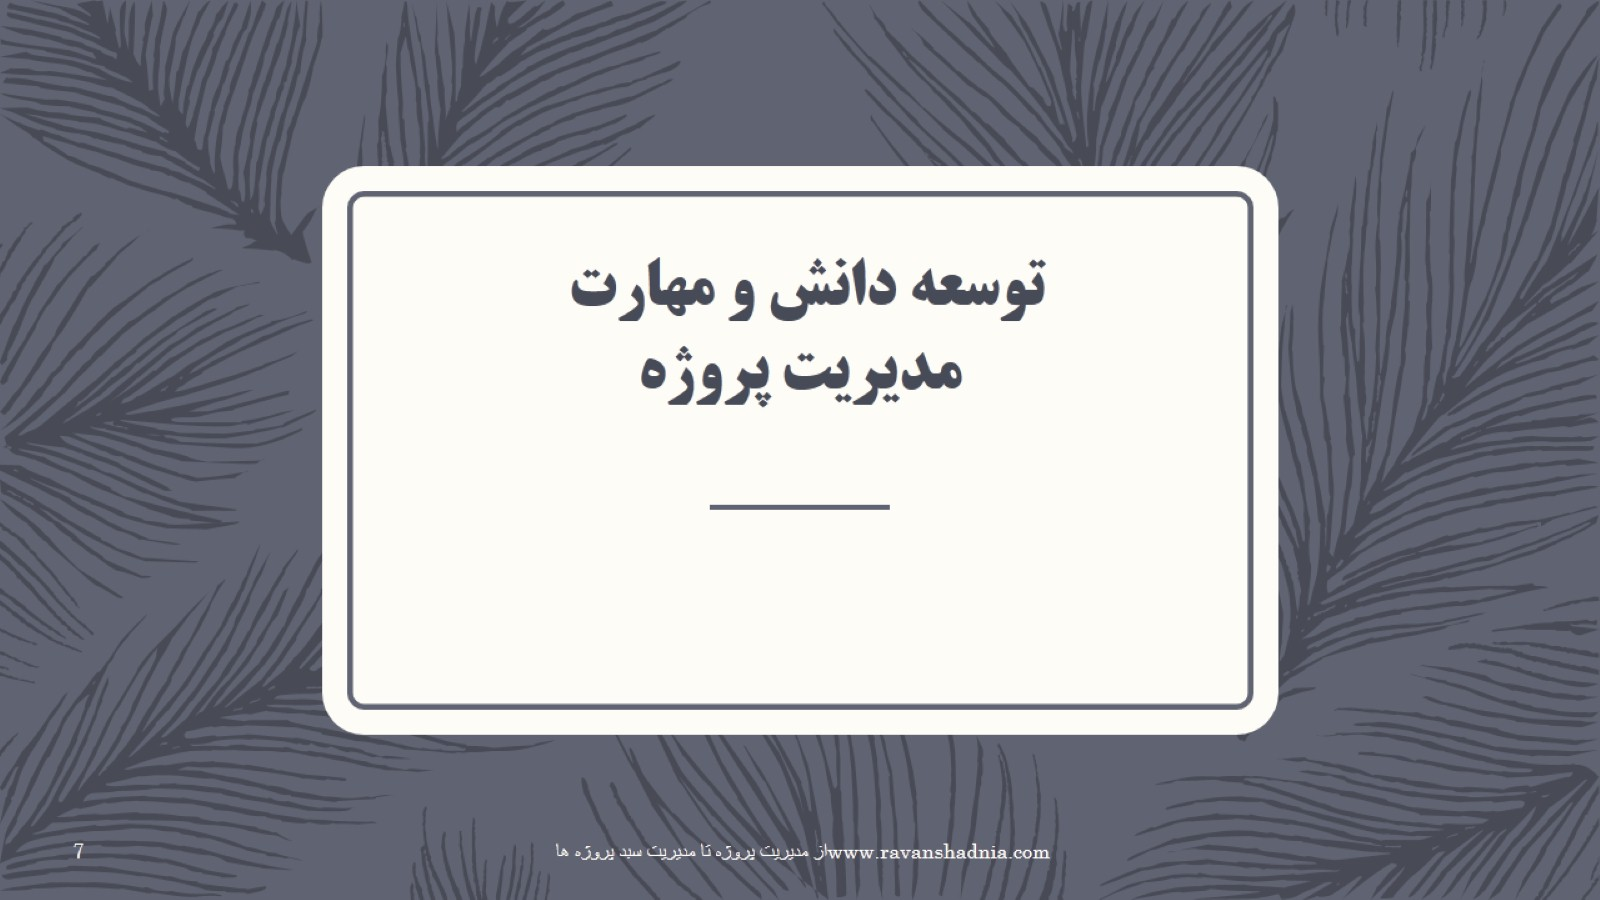 توسعه دانش و مهارت
مدیریت پروژه
www.ravanshadnia.comاز مدیریت پروژه تا مدیریت سبد پروژه ها
7